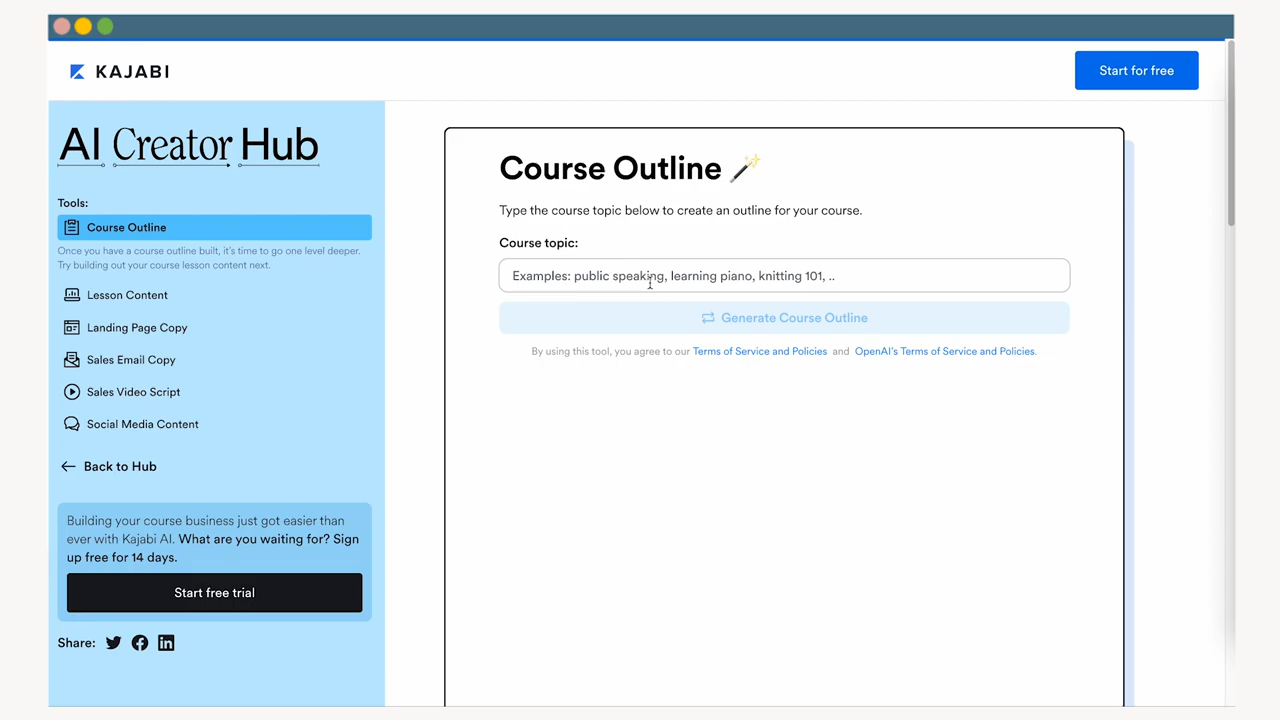 KAJABI
Start for free
AI Creator Hub
Tools:
Course Outline
Once you have a course outline built, it's time to go one level deeper.
Try building out your course lesson content next.
Lesson Content
Landing Page Copy
Sales Email Copy
Sales Video Script
Social Media Content
Back to Hub
Building your course business just got easier than
ever with Kajabi AI. What are you waiting for? Sign
up free for 14 days.
Start free trial
Share:
Course Outline
Type the course topic below to create an outline for your course.
Course topic:
Examples: public speaking, learning piano, knitting 101, ..
Generate Course Outline
By using this tool, you agree to our Terms of Service and Policies and OpenAI's Terms of Service and Policies.